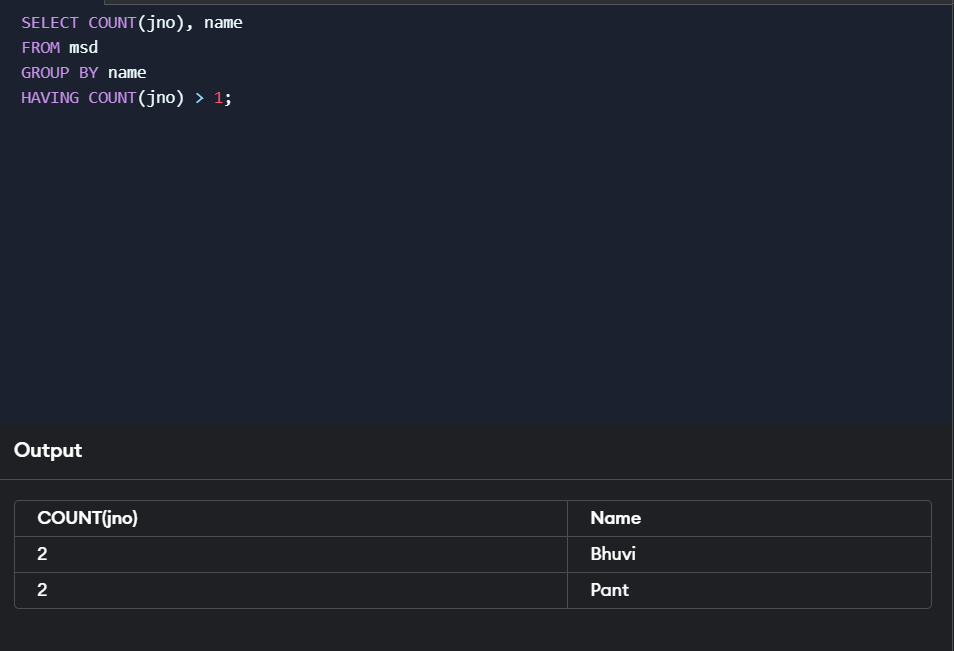 SELECT COUNT(jno), name
FROM msd
GROUP BY name
HAVING COUNT(jno) > 1;
Output
COUNT(jno) Name
2 Bhuvi
2 Pant